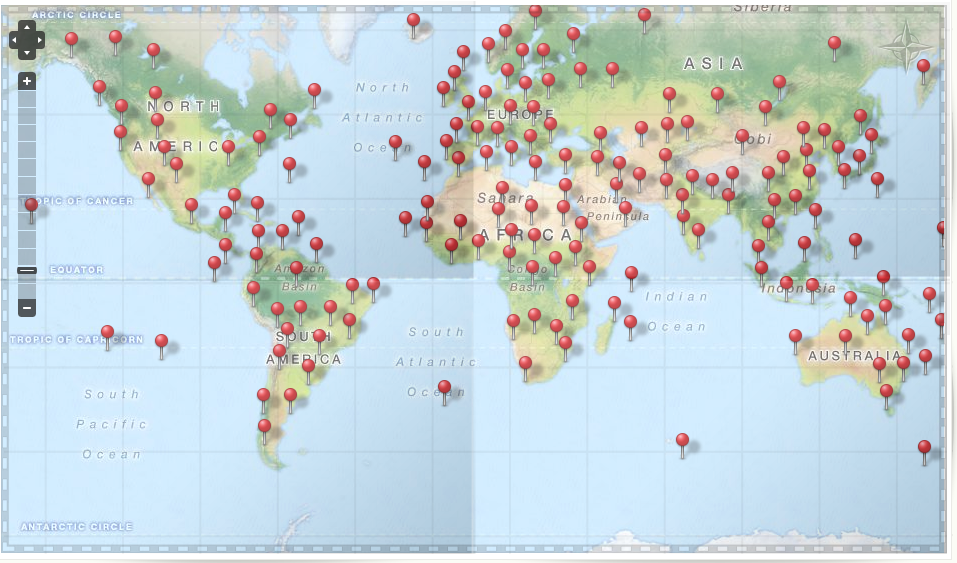 ARCTIC CIRCLE
Siberia
ASIA
North
Atlantic
Ocean
NORTH
AMERICA
EUROPE
Gobi
TROPIC OF CANCER
Sahara
Arabian
Peninsula
AFRICA
EQUATOR
Amazon
Basin
Congo
Basin
Indonesia
Indian
Ocean
TROPIC OF CAPRICORN
SOUTH
AMERICA
South
Atlantic
Ocean
AUSTRALIA
South
Pacific
Ocean
ANTARCTIC CIRCLE